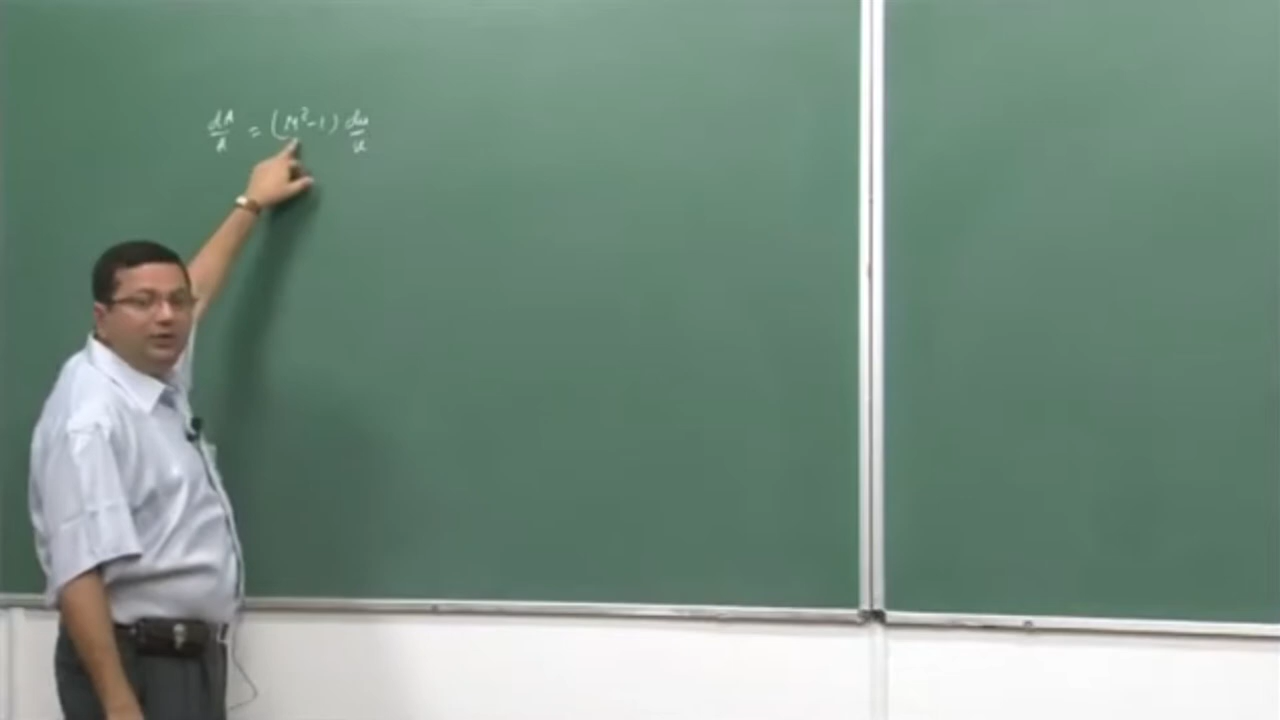 dA/A = (M²-1) du/u